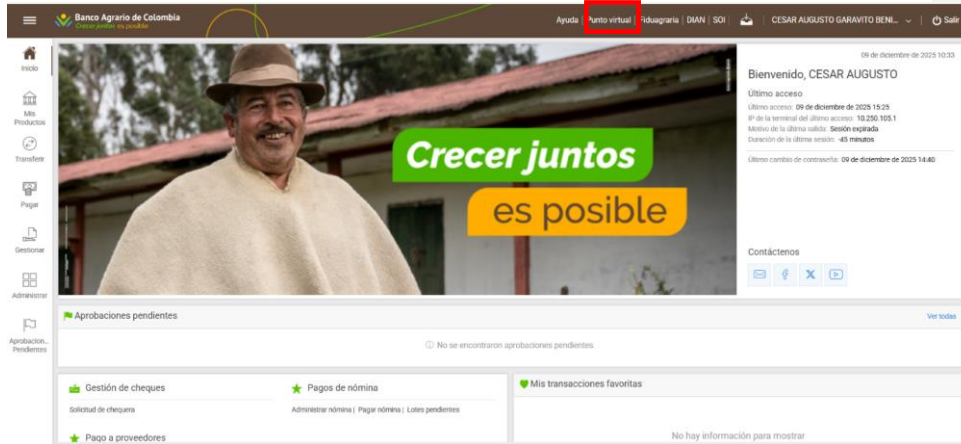 Banco Agrario de Colombia
Crecer juntos es posible
Ayuda | Punto virtual | Fiduagraria | DIAN | SOI | CESAR AUGUSTO GARAVITO BENI... | Salir
Inicio
Mis
Productos
Transferir
Pagar
Gestionar
Administrar
Aprobacion...
Pendientes
Crecer juntos
es posible
09 de diciembre de 2025 10:33
Bienvenido, CESAR AUGUSTO
Último acceso
Último acceso: 09 de diciembre de 2025 15:25
IP de la terminal del último acceso: 10.250.105.1
Motivo de la última salida: Sesión expirada
Duración de la última sesión: -45 minutos
Último cambio de contraseña: 09 de diciembre de 2025 14:40
Contáctenos
Aprobaciones pendientes
Ver todas
No se encontraron aprobaciones pendientes.
Gestión de cheques
Solicitud de chequera
Pagos de nómina
Administrar nómina | Pagar nómina | Lotes pendientes
Pago a proveedores
Mis transacciones favoritas
No hay información para mostrar